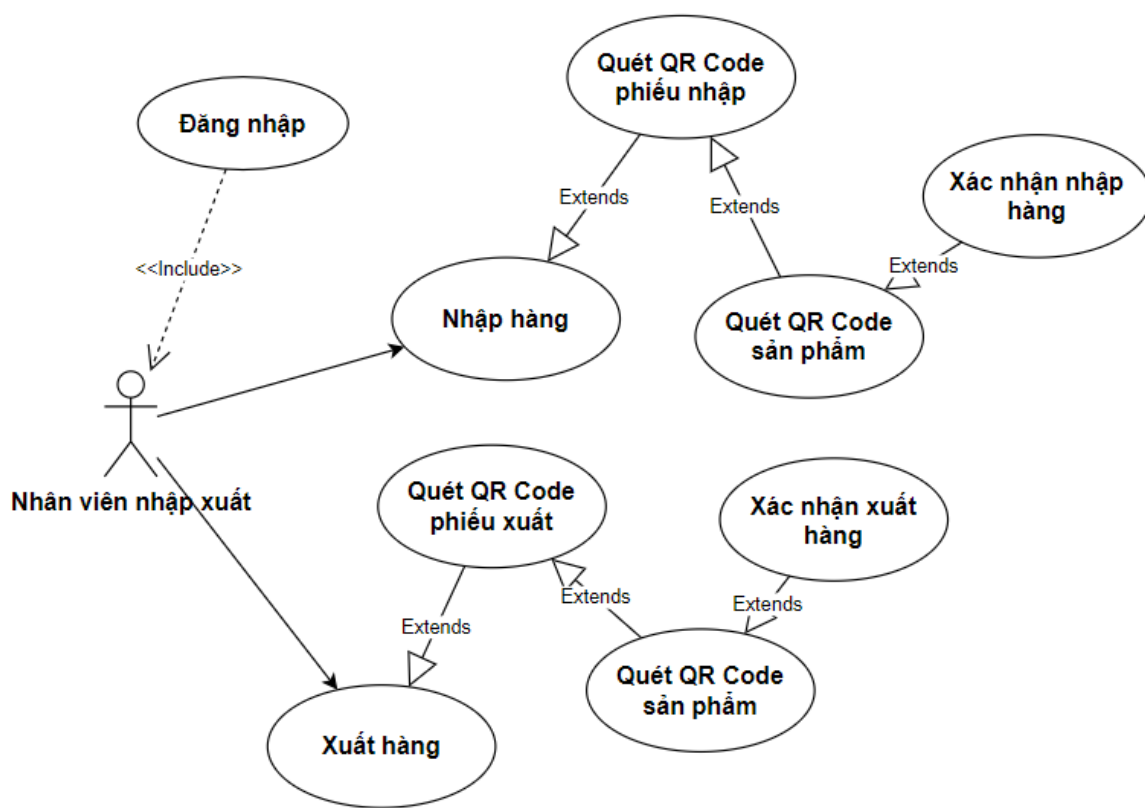 Quét QR Code
phiếu nhập
Đăng nhập
Xác nhận nhập
hàng
Extends
Extends
<<Include>>
Extends
Nhập hàng
Quét QR Code
sản phẩm
Nhân viên nhập xuất
Quét QR Code
phiếu xuất
Xác nhận xuất
hàng
Extends
Extends
Extends
Quét QR Code
sản phẩm
Xuất hàng